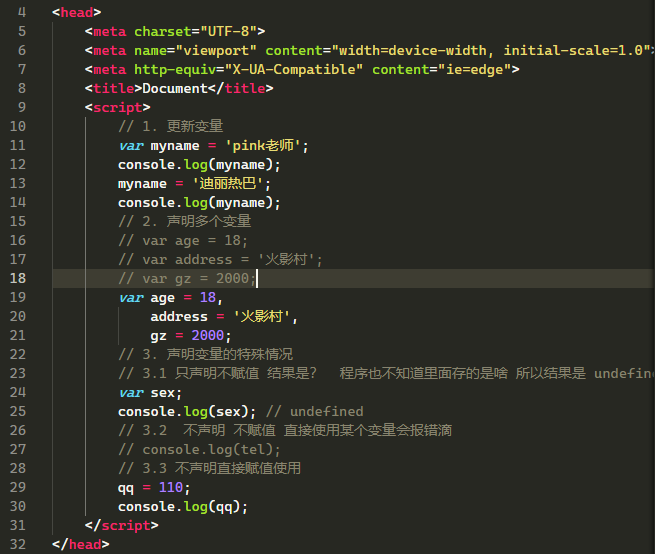 4 <head>
5 <meta charset="UTF-8">
6 <meta name="viewport" content="width=device-width, initial-scale=1.0">
7 <meta http-equiv="X-UA-Compatible" content="ie=edge">
8 <title>Document</title>
9 <script>
10 // 1. 更新变量
11 var myname = 'pink老师';
12 console.log(myname);
13 myname = '迪丽热巴';
14 console.log(myname);
15 // 2. 声明多个变量
16 // var age = 18;
17 // var address = '火影村';
18 // var gz = 2000;
19 var age = 18,
20 address = '火影村',
21 gz = 2000;
22 // 3. 声明变量的特殊情况
23 // 3.1 只声明不赋值 结果是? 程序也不知道里面存的是啥 所以结果是 undefine
24 var sex;
25 console.log(sex); // undefined
26 // 3.2 不声明 不赋值 直接使用某个变量会报错滴
27 // console.log(tel);
28 // 3.3 不声明直接赋值使用
29 qq = 110;
30 console.log(qq);
31 </script>
32 </head>